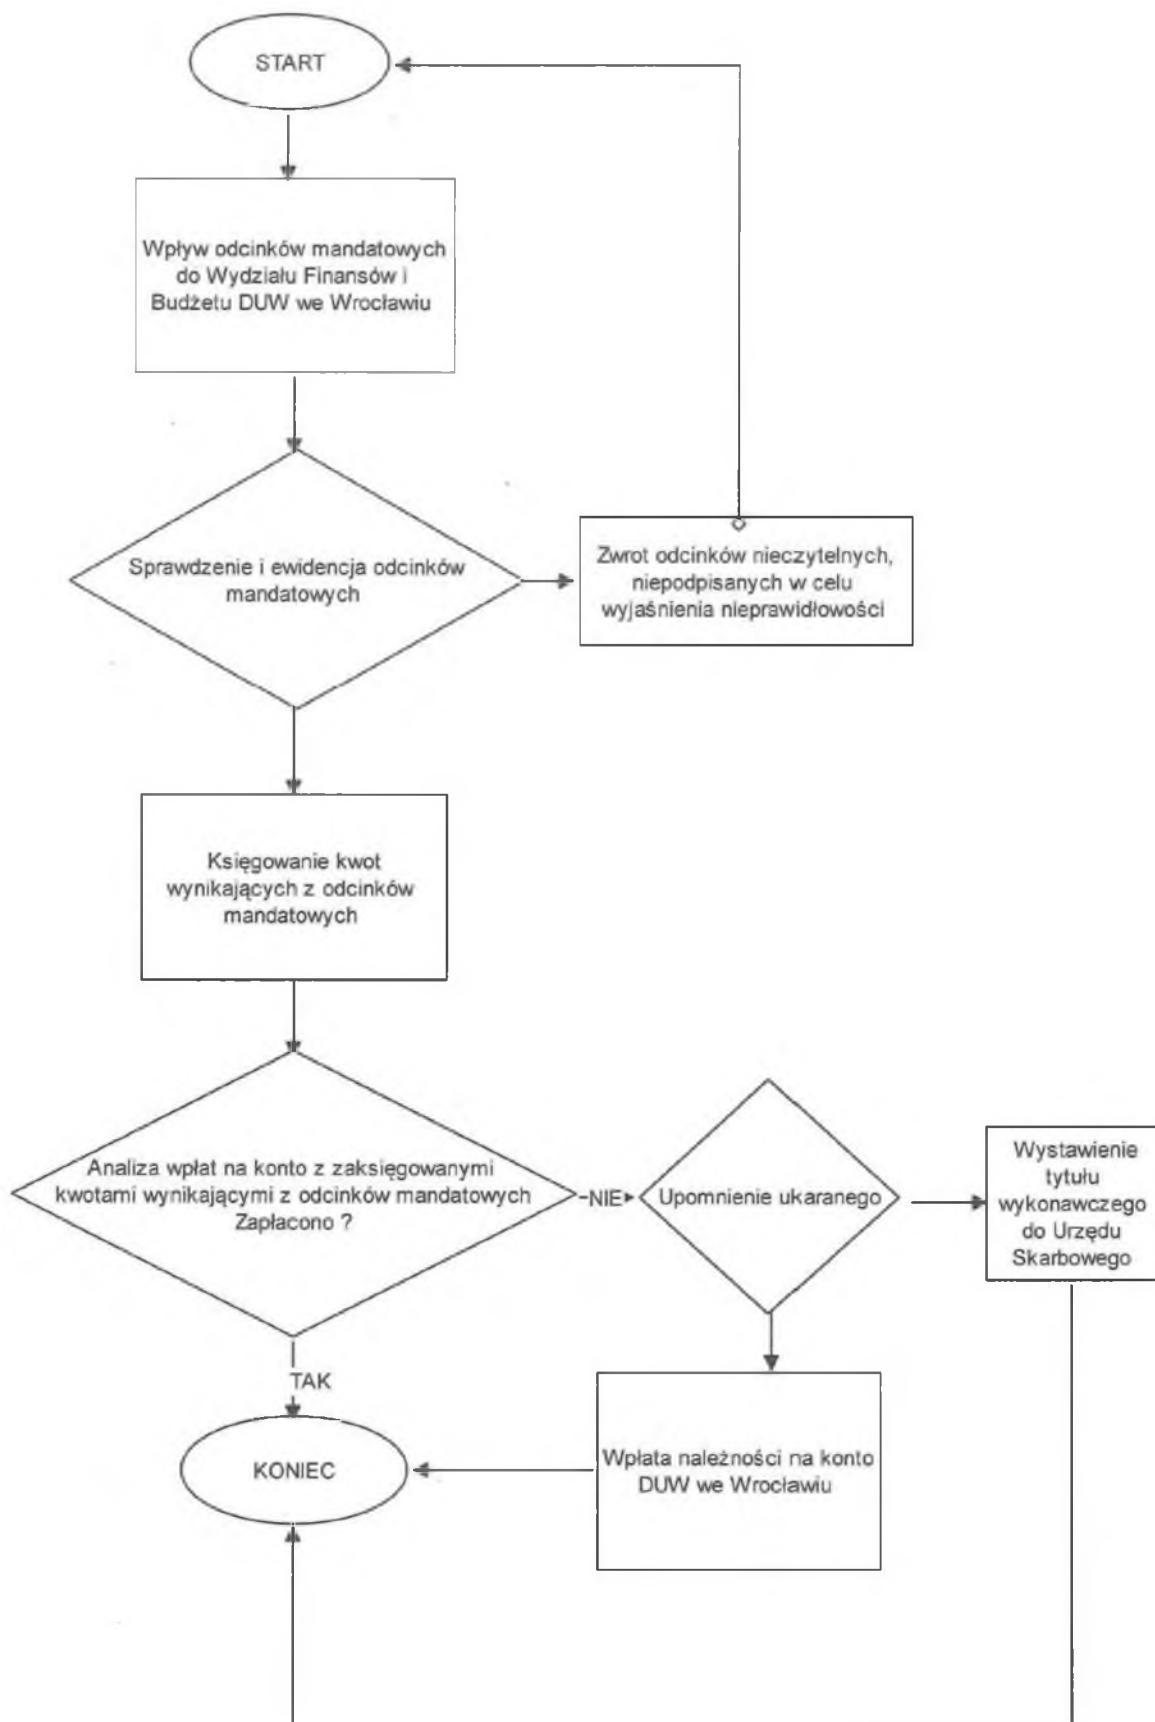 START
Wpływ odcinków mandatowych
do Wydziału Finansów i
Budżetu DUW we Wrocławiu
Sprawdzenie i ewidencja odcinków
mandatowych
Zwrot odcinków nieczytelnych,
niepodpisanych w celu
wyjaśnienia nieprawidłowości
Księgowanie kwot
wynikających z odcinków
mandatowych
Analiza wpłat na konto z zaksięgowanymi
kwotami wynikającymi z odcinków mandatowych
Zapłacono ?
NIE
Upomnienie ukaranego
Wystawienie
tytułu
wykonawczego
do Urzędu
Skarbowego
TAK
KONIEC
Wpłata należności na konto
DUW we Wrocławiu